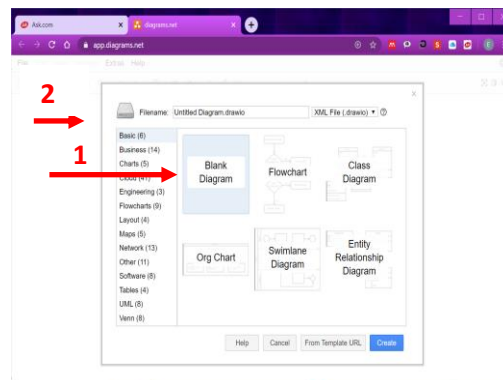 Ask.com
diagrams.net
app.diagrams.net
File
Extras Help
2
Filename: Untitled Diagram.drawio XML File (.drawio)
1
Basic (6)
Business (14)
Charts (5)
Cloud (41)
Engineering (3)
Flowcharts (9)
Layout (4)
Maps (5)
Network (13)
Other (11)
Software (8)
Tables (4)
UML (8)
Venn (8)
Blank
Diagram
Flowchart
Class
Diagram
Org Chart
Swimlane
Diagram
Entity
Relationship
Diagram
Help Cancel From Template URL Create